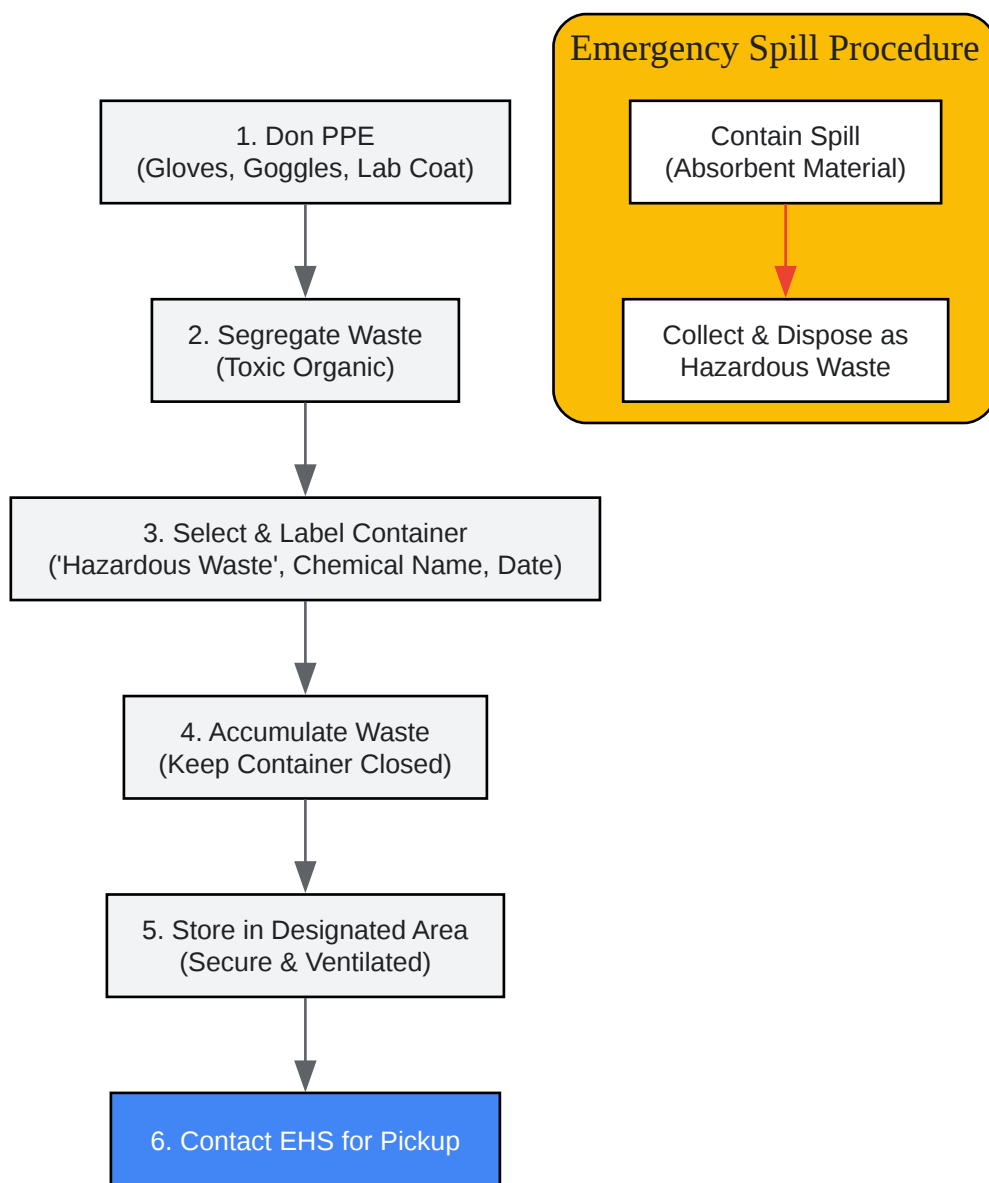 Emergency Spill Procedure
1. Don PPE
(Gloves, Goggles, Lab Coat)
Contain Spill
(Absorbent Material)
2. Segregate Waste
(Toxic Organic)
Collect & Dispose as
Hazardous Waste
3. Select & Label Container
('Hazardous Waste', Chemical Name, Date)
4. Accumulate Waste
(Keep Container Closed)
5. Store in Designated Area
(Secure & Ventilated)
6. Contact EHS for Pickup